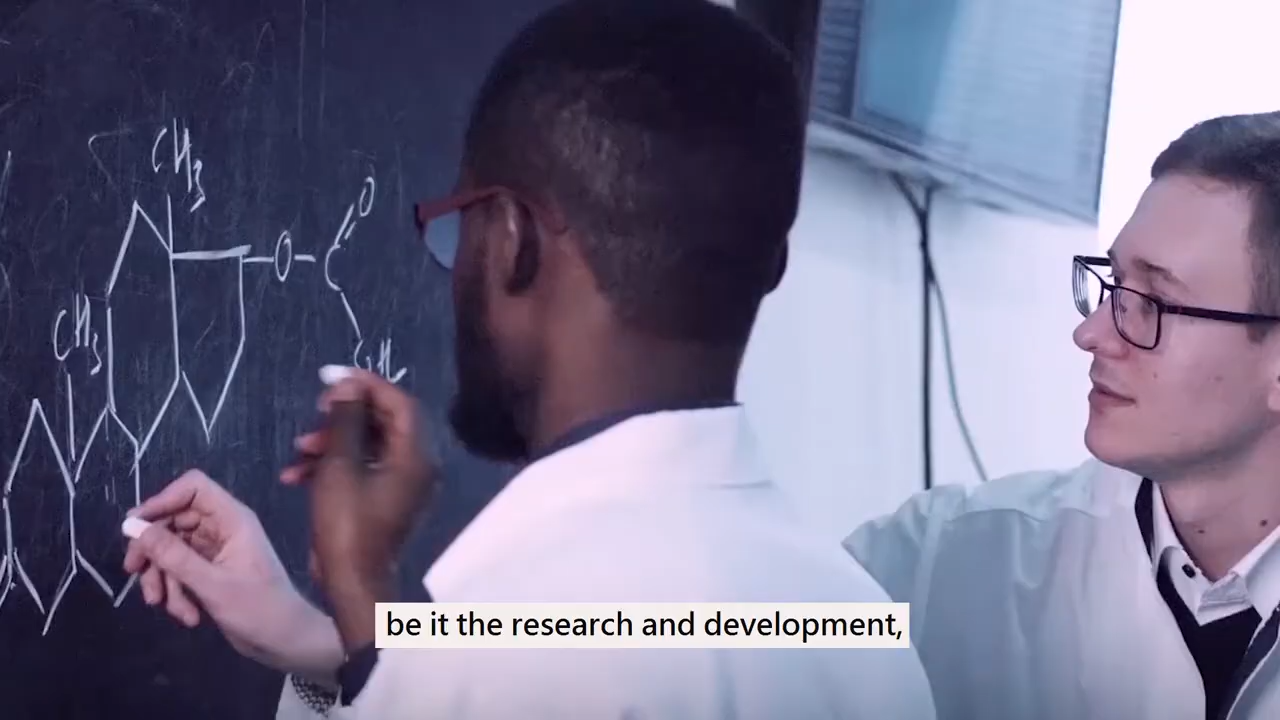 CH3
O
CH3
O
C
be it the research and development,